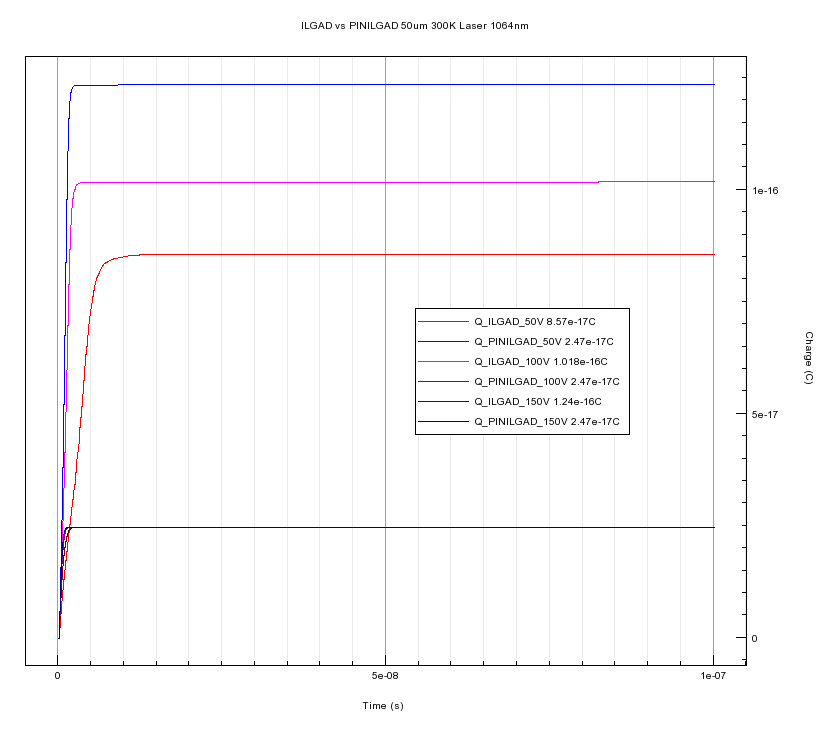 ILGAD vs PINILGAD 50um 300K Laser 1064nm
1e-16
Q_ILGAD_50V 8.57e-17C
Q_PINILGAD_50V 2.47e-17C
Q_ILGAD_100V 1.018e-16C
Q_PINILGAD_100V 2.47e-17C
Q_ILGAD_150V 1.24e-16C
Q_PINILGAD_150V 2.47e-17C
Charge (C)
5e-17
0
0
5e-08
1e-07
Time (s)